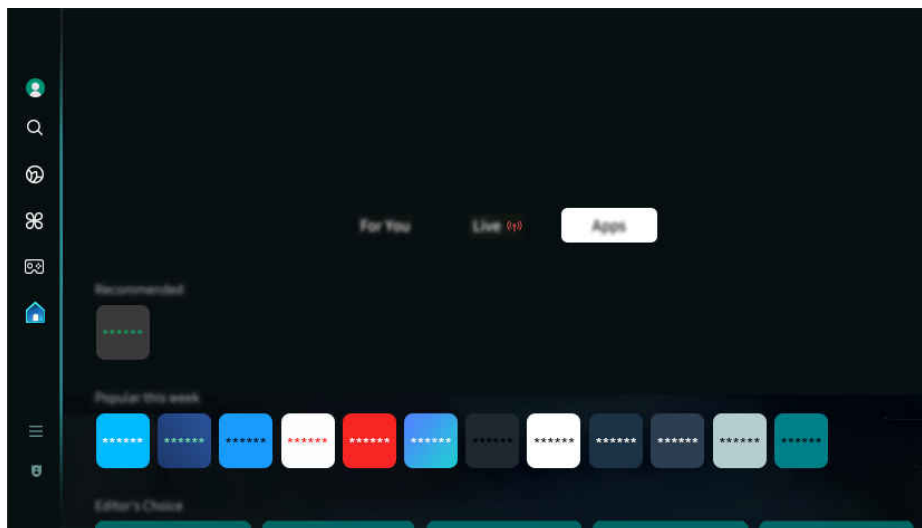 For You
Live
Apps
Recommended
******
Popular this week
****** ****** ****** ****** ****** ****** ****** ****** ****** ****** ****** ******
Editor's Choice